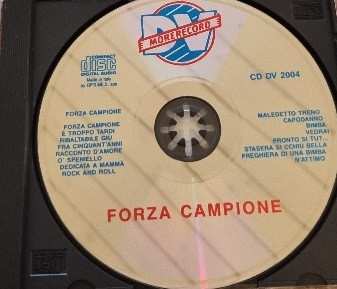 DV
MORE RECORD
COMPACT
disc
DIGITAL AUDIO
Made in Italy
CD DV 2004
FORZA CAMPIONE
FORZA CAMPIONE
E TROPPO TARDI
RIBALTABILE GIU
FRA CINQUANT'ANNI
RACCONTO D'AMORE
O' SPERIELLO
DEDICATA A MAMMÀ
ROCK AND ROLL
MALEDETTO TRENO
CAPODANNO
BIMBA
VEDRAI
PRONTO SI TU'...
STASERA SI CCHIU BELLA
PREGHIERA DI UNA BIMBA
N'ATTIMO
FORZA CAMPIONE